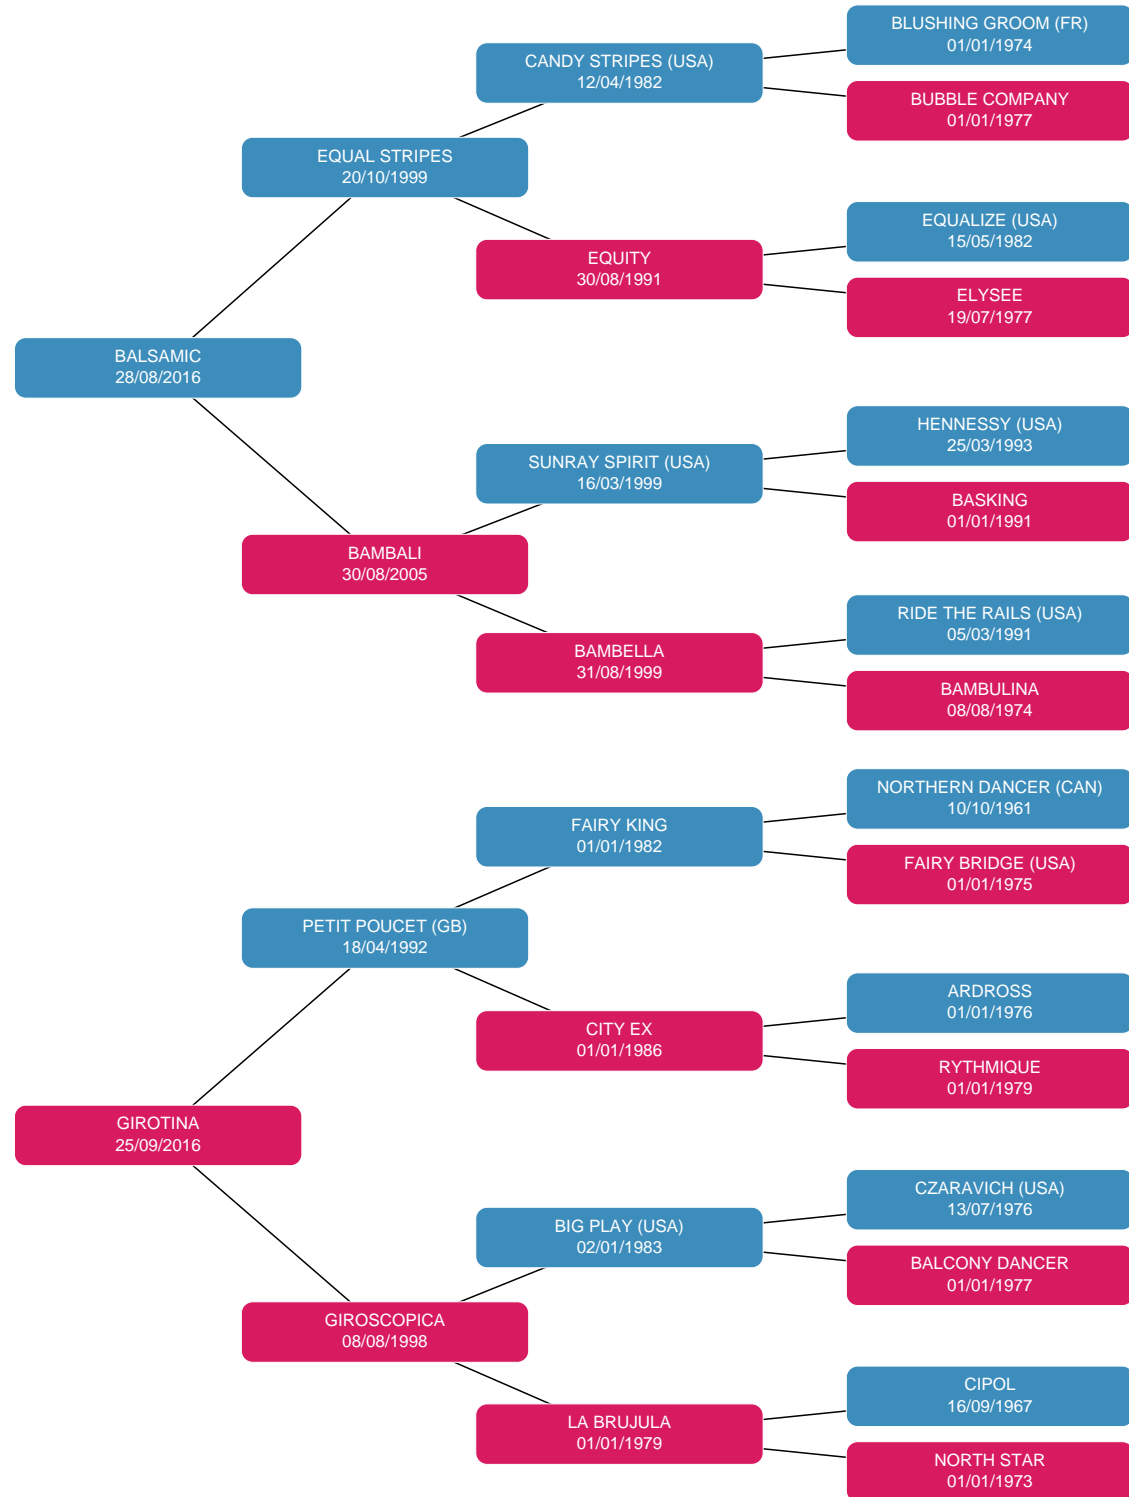 BLUSHING GROOM (FR)
01/01/1974
CANDY STRIPES (USA)
12/04/1982
BUBBLE COMPANY
01/01/1977
EQUAL STRIPES
20/10/1999
EQUALIZE (USA)
15/05/1982
EQUITY
30/08/1991
ELYSEE
19/07/1977
BALSAMIC
28/08/2016
HENNESSY (USA)
25/03/1993
SUNRAY SPIRIT (USA)
16/03/1999
BASKING
01/01/1991
BAMBALI
30/08/2005
RIDE THE RAILS (USA)
05/03/1991
BAMBELLA
31/08/1999
BAMBULINA
08/08/1974
NORTHERN DANCER (CAN)
10/10/1961
FAIRY KING
01/01/1982
FAIRY BRIDGE (USA)
01/01/1975
PETIT POUCET (GB)
18/04/1992
ARDROSS
01/01/1976
CITY EX
01/01/1986
RYTHMIQUE
01/01/1979
GIROTINA
25/09/2016
CZARAVICH (USA)
13/07/1976
BIG PLAY (USA)
02/01/1983
BALCONY DANCER
01/01/1977
GIROSCOPICA
08/08/1998
CIPOL
16/09/1967
LA BRUJULA
01/01/1979
NORTH STAR
01/01/1973